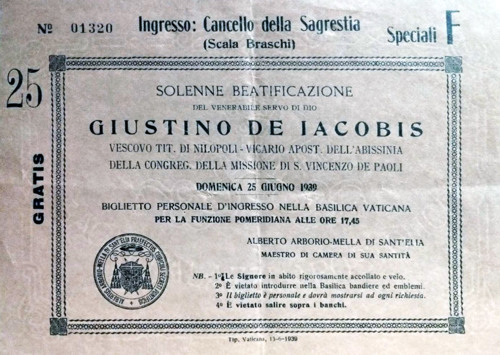 Nº 01320
Ingresso: Cancello della Sagrestia
(Scala Braschi)
Speciali F
25
GRATIS
SOLENNE BEATIFICAZIONE
DEL VENERABILE SERVO DI DIO
GIUSTINO DE IACOBIS
VESCOVO TIT. DI NILOPOLI - VICARIO APOST. DELL'ABISSINIA
DELLA CONGREG. DELLA MISSIONE DI S. VINCENZO DE PAOLI
DOMENICA 25 GIUGNO 1939
BIGLIETTO PERSONALE D'INGRESSO NELLA BASILICA VATICANA
PER LA FUNZIONE POMERIDIANA ALLE ORE 17,45
ALBERTO ARBORIO-MELLA DI SANT'ELIA
MAESTRO DI CAMERA DI SUA SANTITÀ
NB. - 1º Le Signore in abito rigorosamente accollato e velo.
2º È vietato introdurre nella Basilica bandiere ed emblemi.
3º Il biglietto è personale e dovrà mostrarsi ad ogni richiesta.
4º È vietato salire sopra i banchi.
Tip. Vaticana, 13-6-1939